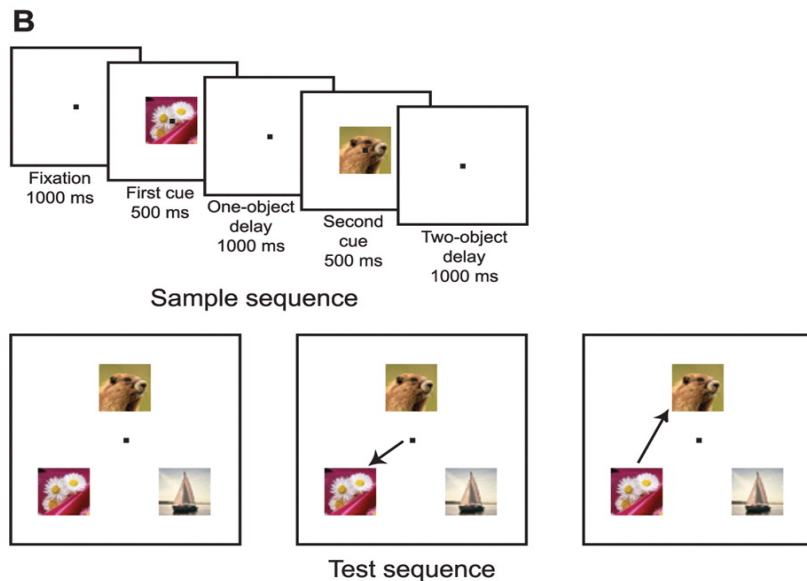 B
Fixation
1000 ms
First cue
500 ms
One-object
delay
1000 ms
Second
cue
500 ms
Two-object
delay
1000 ms
Sample sequence
Test sequence